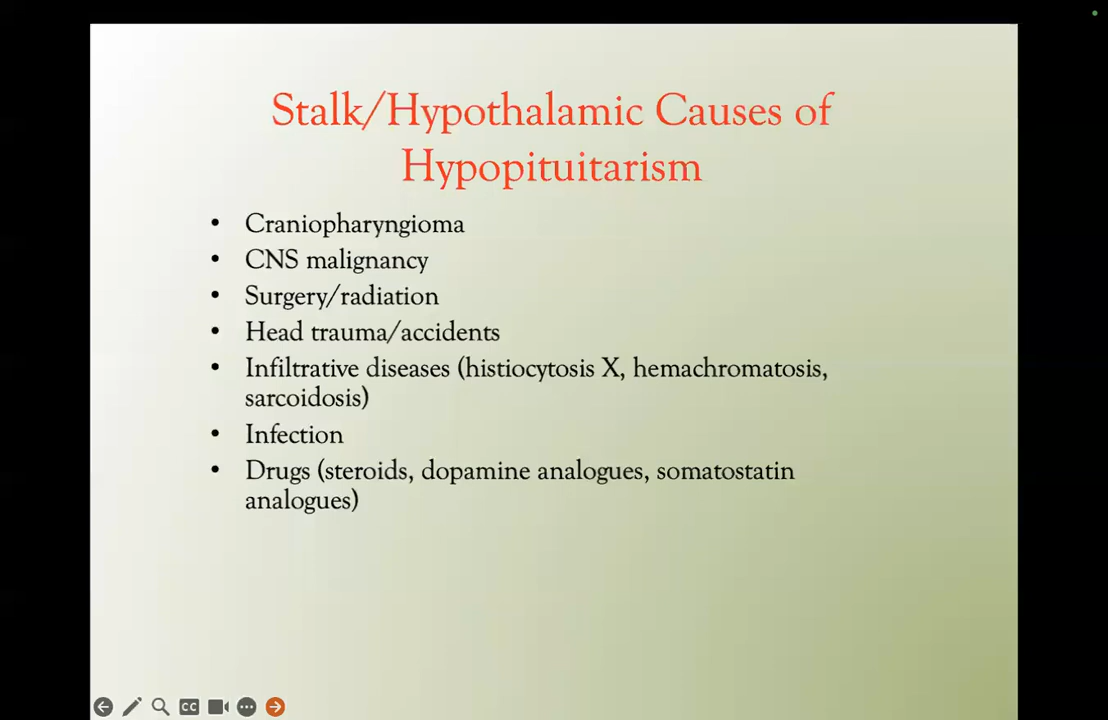 Stalk/Hypothalamic Causes of
Hypopituitarism
• Craniopharyngioma
• CNS malignancy
• Surgery/radiation
• Head trauma/accidents
• Infiltrative diseases (histiocytosis X, hemachromatosis,
sarcoidosis)
• Infection
• Drugs (steroids, dopamine analogues, somatostatin
analogues)
CC